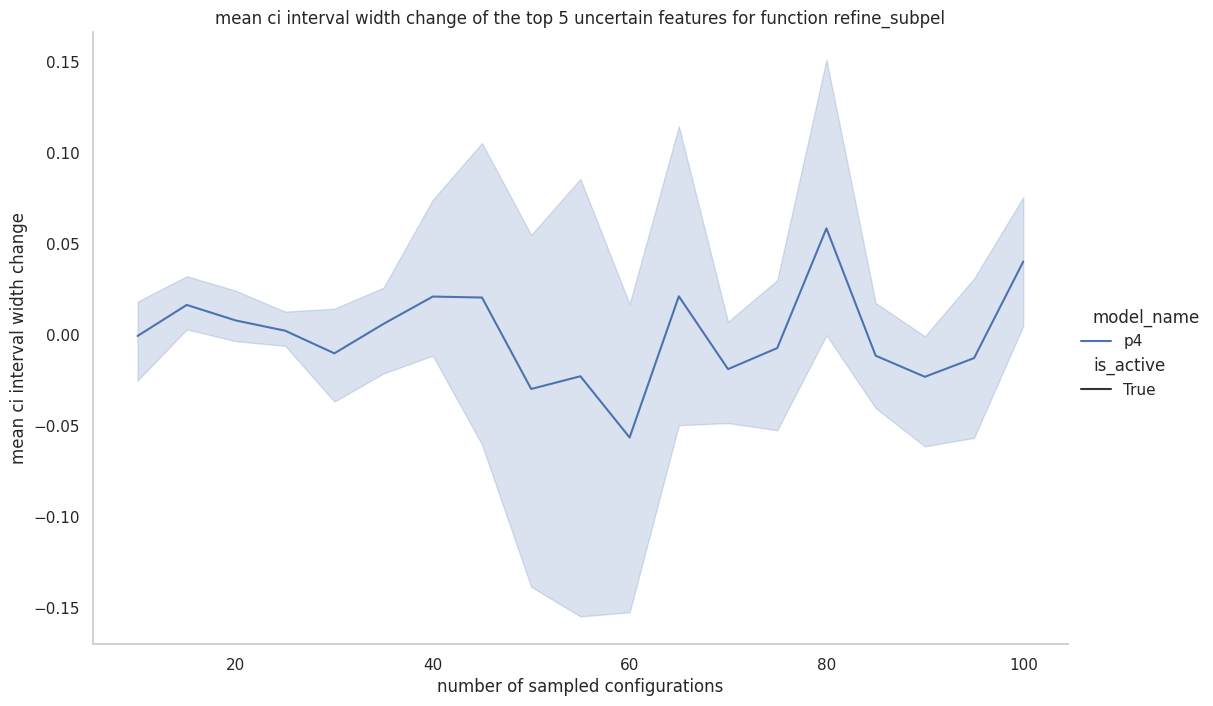 mean ci interval width change of the top 5 uncertain features for function refine_subpel
0.15
0.10
0.05
0.00
−0.05
−0.10
−0.15
mean ci interval width change
20 40 60 80 100
number of sampled configurations
model_name
p4
is_active
True